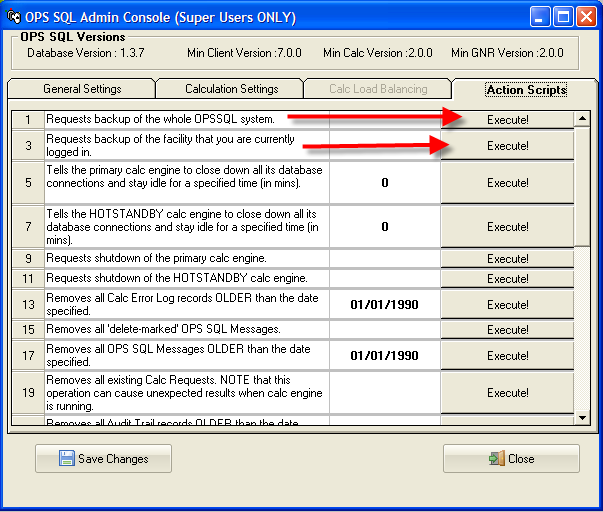 OPS SQL Admin Console (Super Users ONLY)
OPS SQL Versions
Database Version : 1.3.7 Min Client Version :7.0.0 Min Calc Version :2.0.0 Min GNR Version :2.0.0
General Settings Calculation Settings Calc Load Balancing Action Scripts
1 Requests backup of the whole OPSSQL system. Execute!
3 Requests backup of the facility that you are currently
logged in. Execute!
5 Tells the primary calc engine to close down all its database
connections and stay idle for a specified time (in mins). 0 Execute!
7 Tells the HOTSTANDBY calc engine to close down all its
database connections and stay idle for a specified time (in
mins). 0 Execute!
9 Requests shutdown of the primary calc engine. Execute!
11 Requests shutdown of the HOTSTANDBY calc engine. Execute!
13 Removes all Calc Error Log records OLDER than the date
specified. 01/01/1990 Execute!
15 Removes all 'delete-marked' OPS SQL Messages. Execute!
17 Removes all OPS SQL Messages OLDER than the date
specified. 01/01/1990 Execute!
19 Removes all existing Calc Requests. NOTE that this
operation can cause unexpected results when calc engine
is running. Execute!
Removes all Audit Trail records OLDER than the date
Save Changes Close